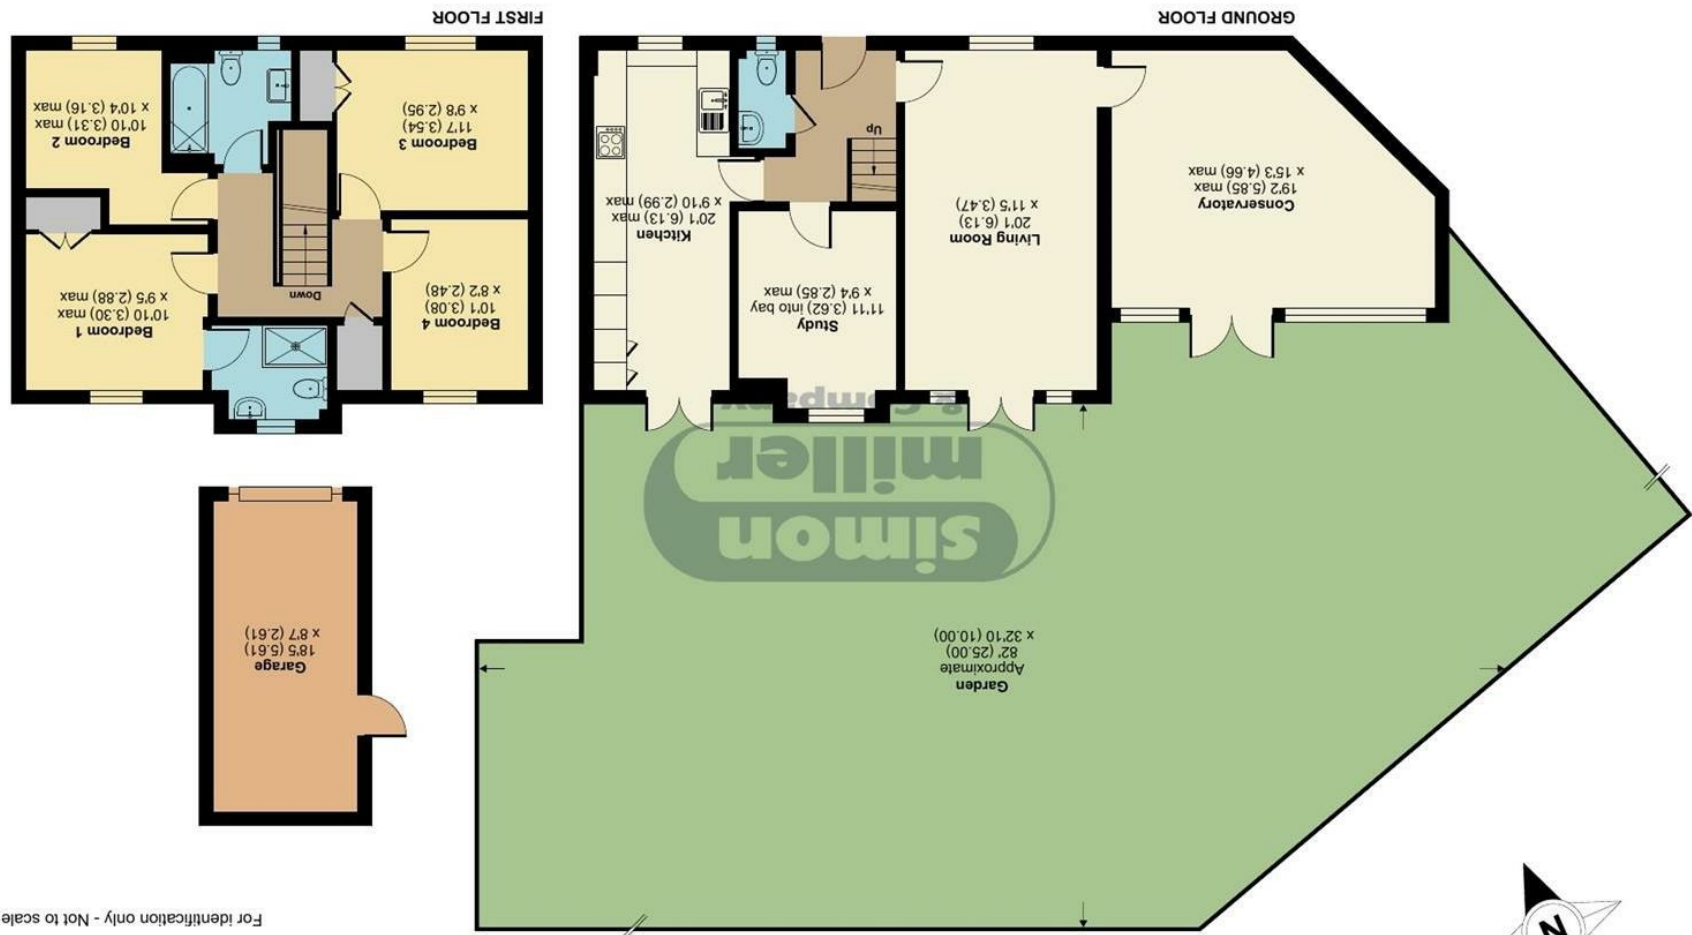 For identification only - Not to scale
N
Garden
Approximate
82' (25.00)
x 32'10 (10.00)
Garage
18'5 (5.61)
x 8'7 (2.61)
simon
miller
& Company
Conservatory
19'2 (5.85) max
x 15'3 (4.66) max
Living Room
20'1 (6.13)
x 11'5 (3.47)
Study
11'11 (3.62) into bay
x 9'4 (2.85) max
Kitchen
20'1 (6.13) max
x 9'10 (2.99) max
Up
GROUND FLOOR
Bedroom 4
10'1 (3.08)
x 8'2 (2.48)
Down
Bedroom 1
10'10 (3.30) max
x 9'5 (2.88) max
Bedroom 3
11'7 (3.54)
x 9'8 (2.95)
Bedroom 2
10'10 (3.31) max
x 10'4 (3.16) max
FIRST FLOOR